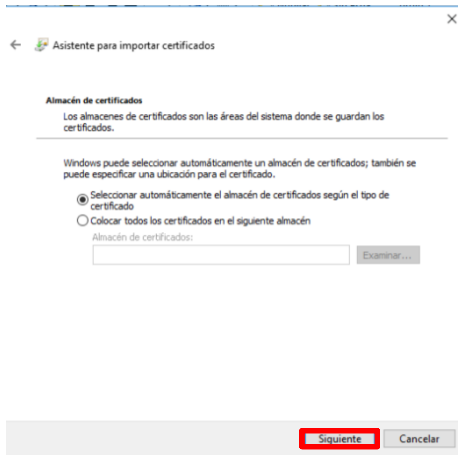 Asistente para importar certificados
Almacén de certificados
Los almacenes de certificados son las áreas del sistema donde se guardan los
certificados.
Windows puede seleccionar automáticamente un almacén de certificados; también se
puede especificar una ubicación para el certificado.
Seleccionar automáticamente el almacén de certificados según el tipo de
certificado
Colocar todos los certificados en el siguiente almacén
Almacén de certificados:
Examinar...
Siguiente
Cancelar